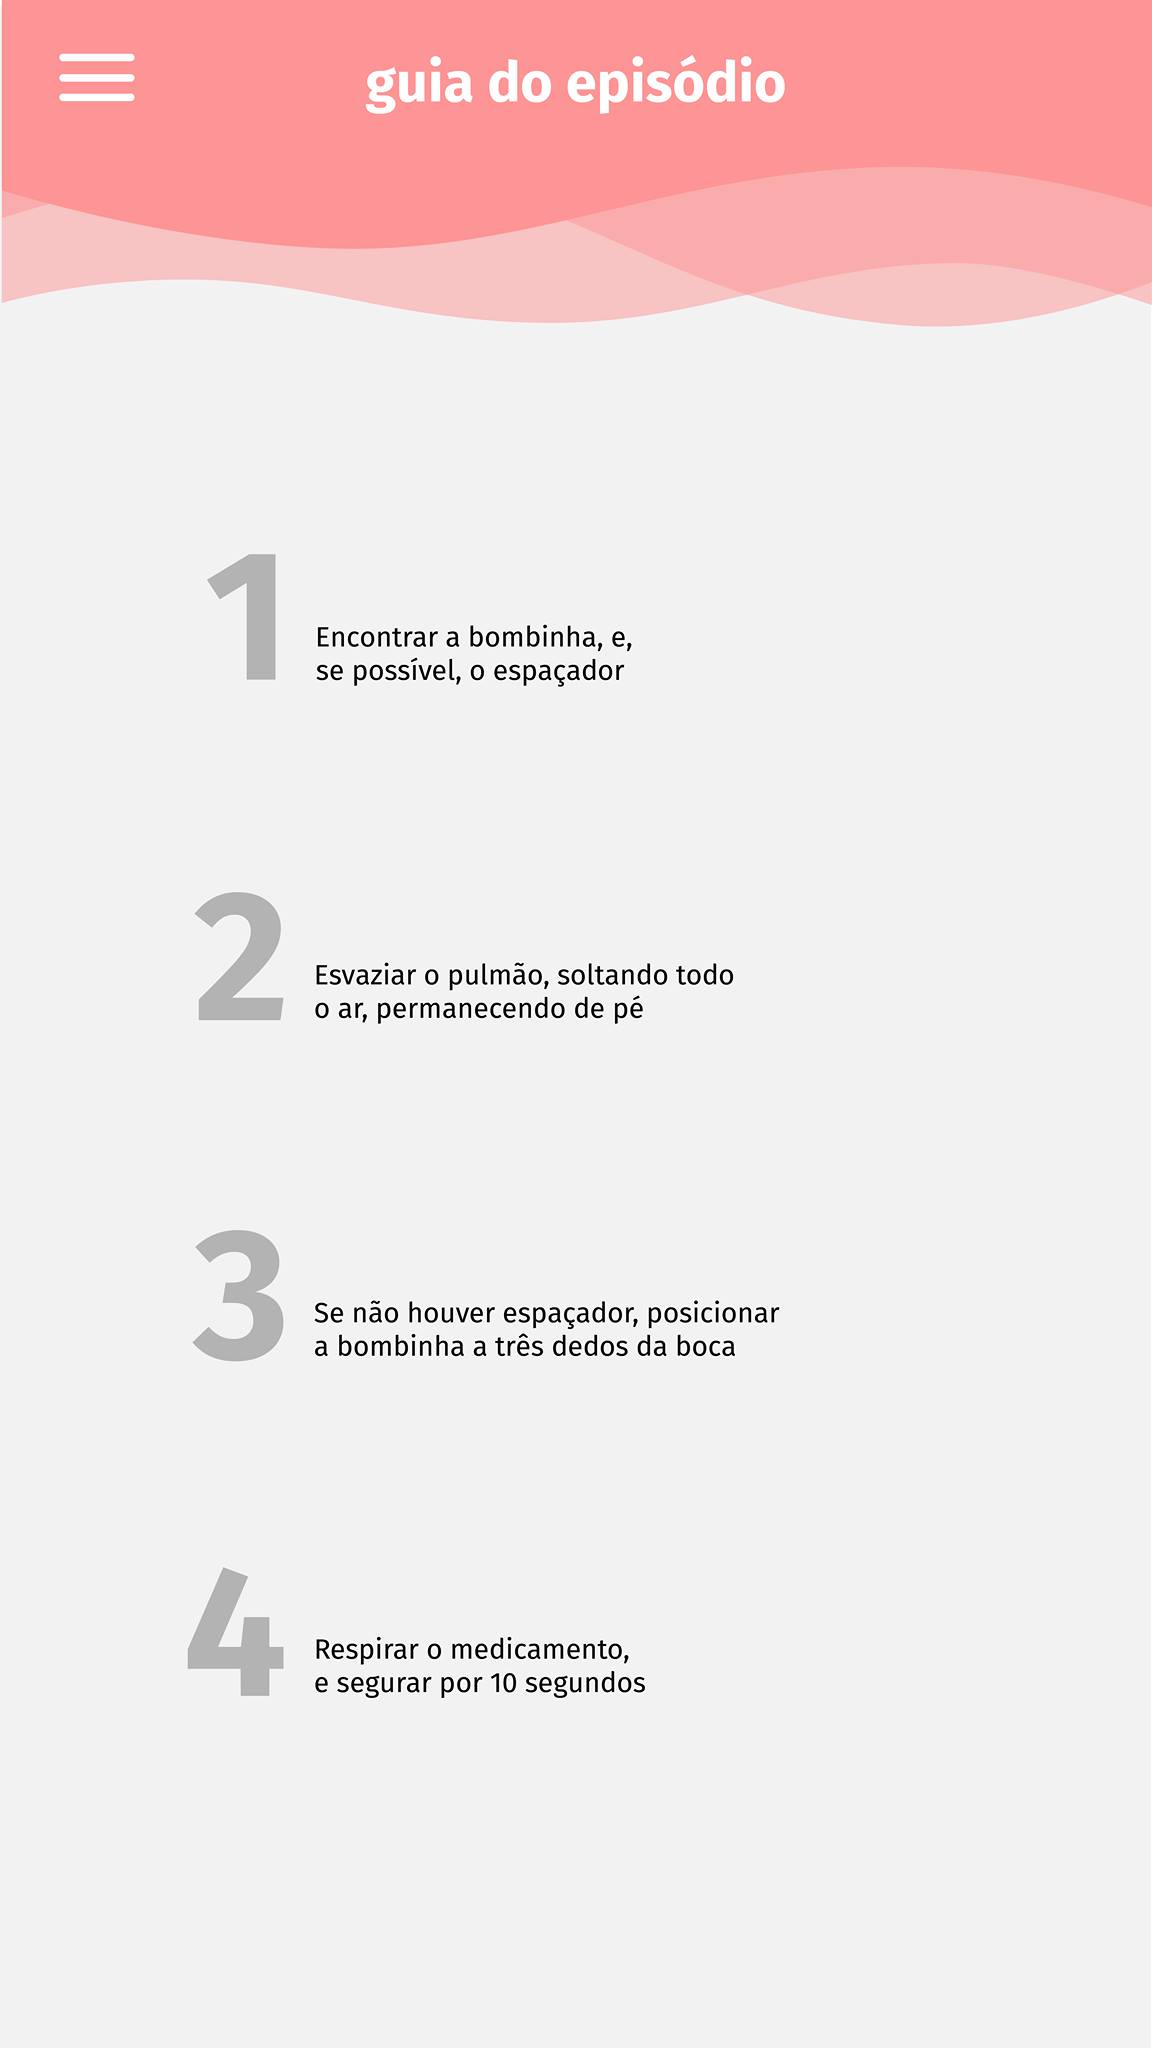 guia do episódio
1
Encontrar a bombinha, e,
se possível, o espaçador
2
Esvaziar o pulmão, soltando todo
o ar, permanecendo de pé
3
Se não houver espaçador, posicionar
a bombinha a três dedos da boca
4
Respirar o medicamento,
e segurar por 10 segundos